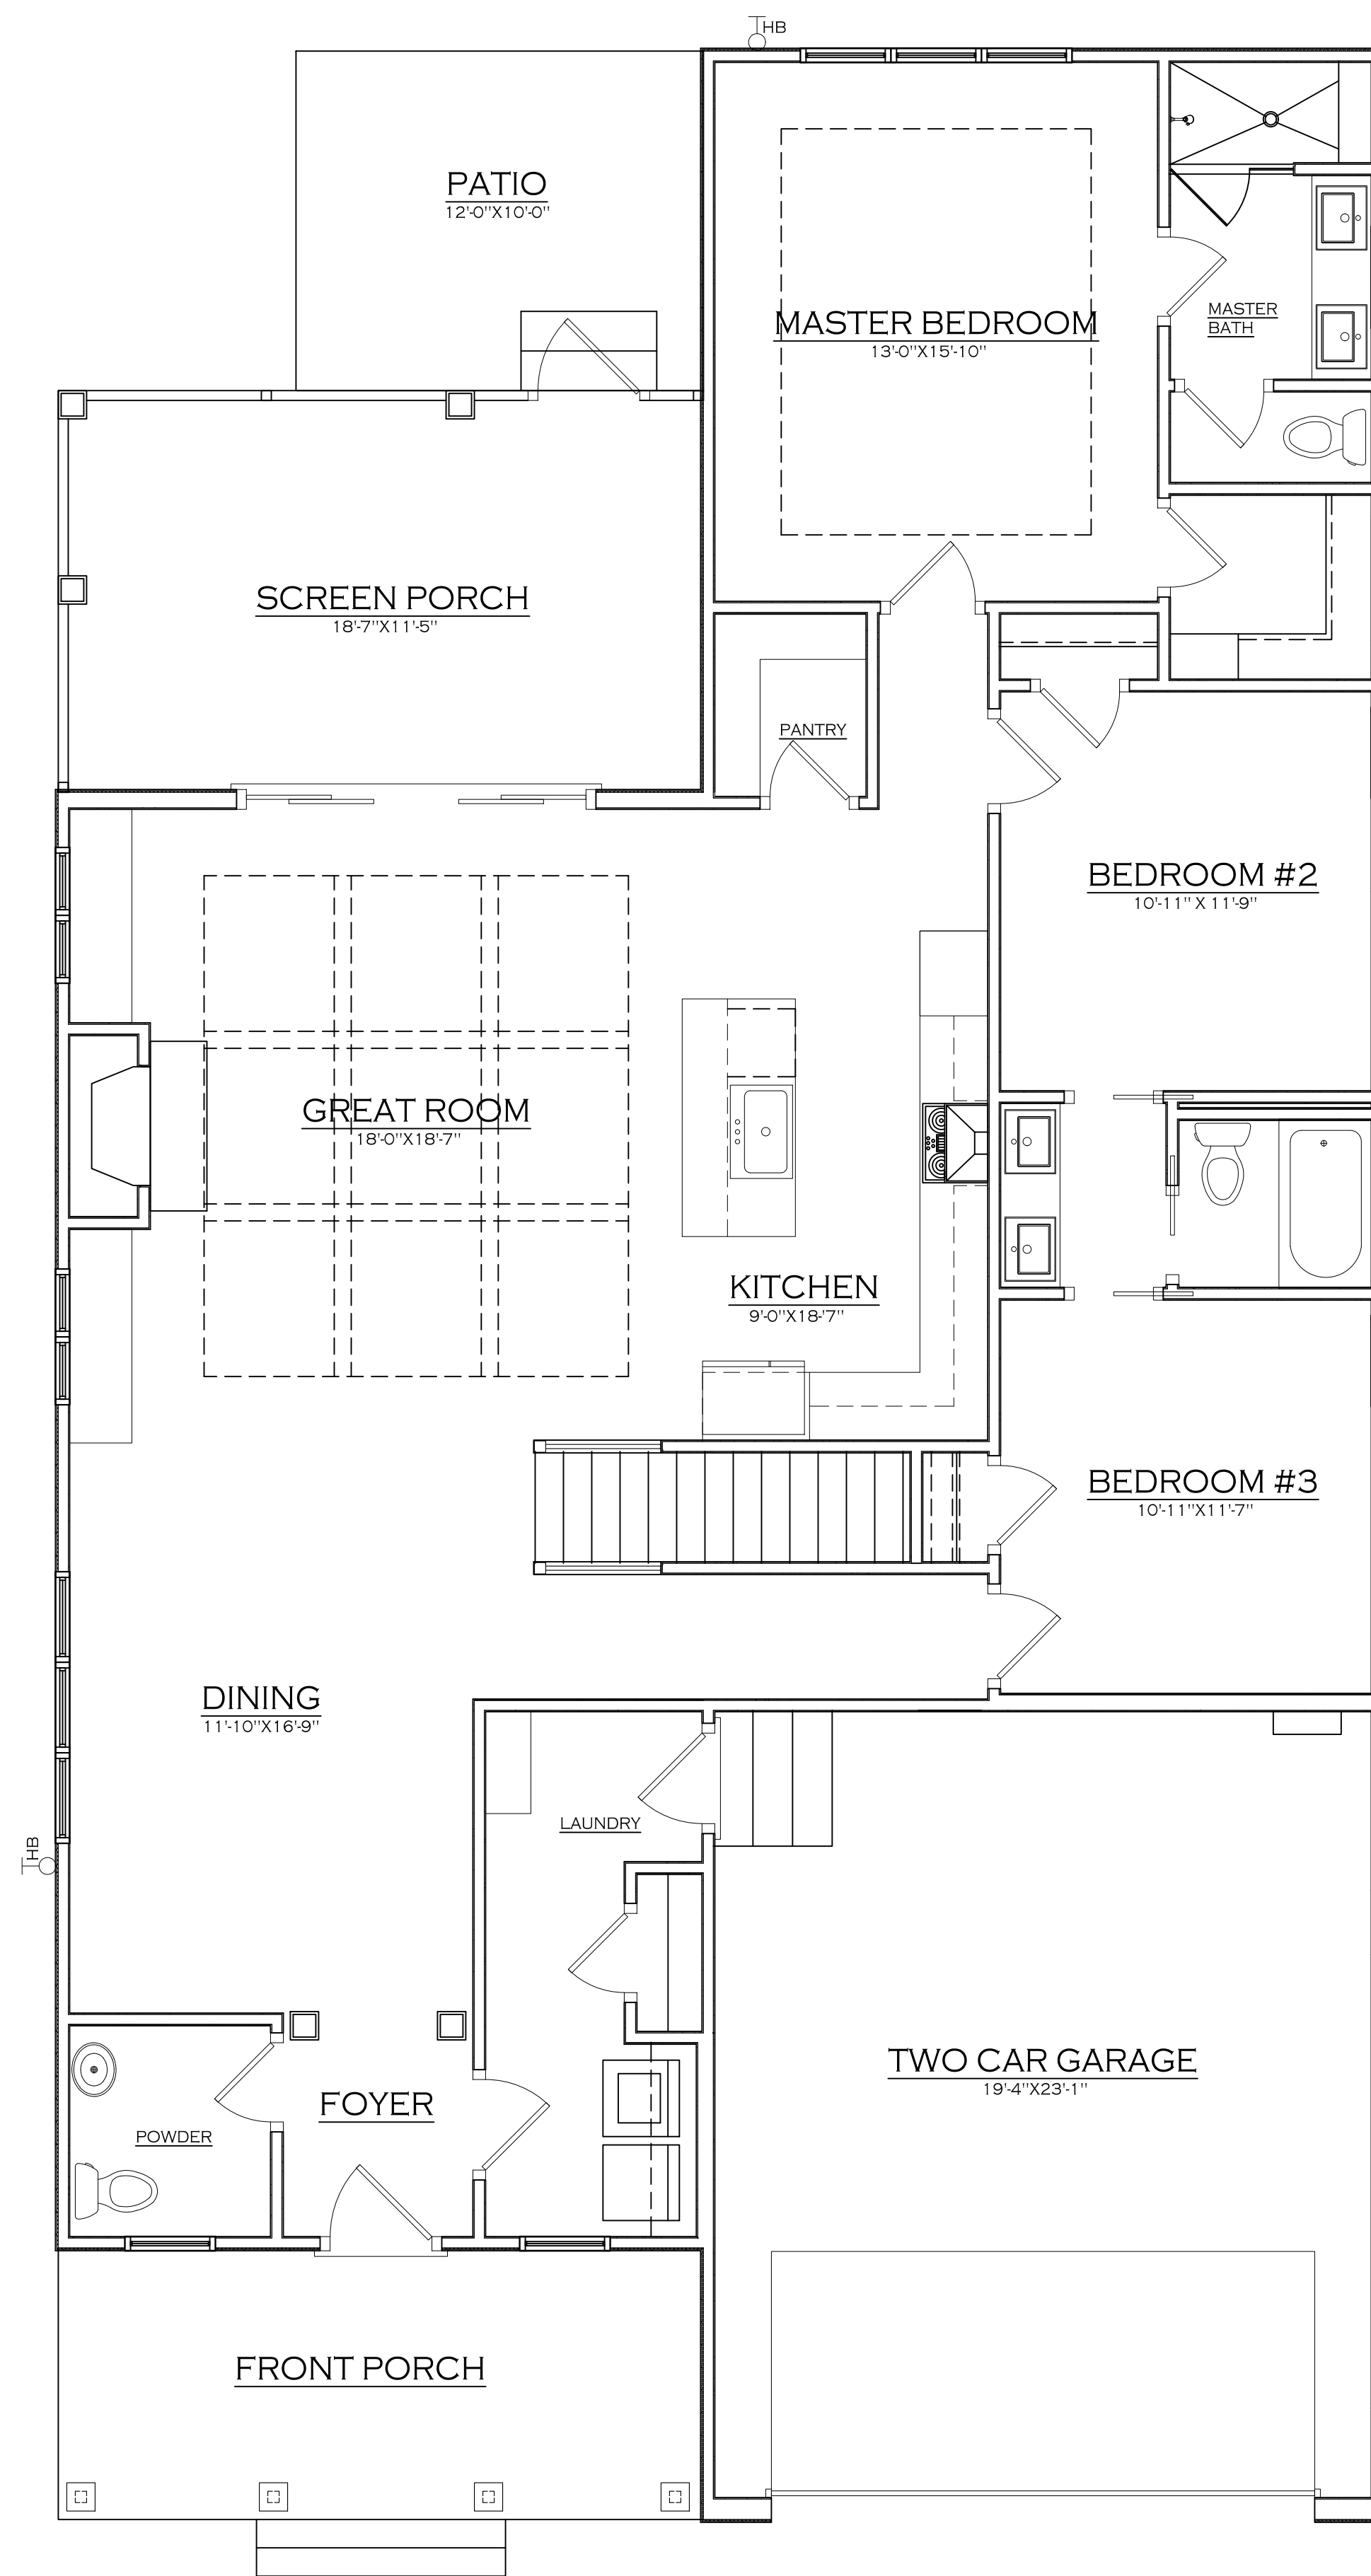 HB
PATIO
12'-0"X10'-0"
MASTER BEDROOM
13'-0"X15'-10"
MASTER
BATH
SCREEN PORCH
18'-7"X11'-5"
PANTRY
BEDROOM #2
10'-11" X 11'-9"
GREAT ROOM
18'-0"X18'-7"
KITCHEN
9'-0"X18-'7"
BEDROOM #3
10'-11"X11'-7"
DINING
11'-10"X16'-9"
LAUNDRY
HB
TWO CAR GARAGE
19'-4"X23'-1"
FOYER
POWDER
FRONT PORCH